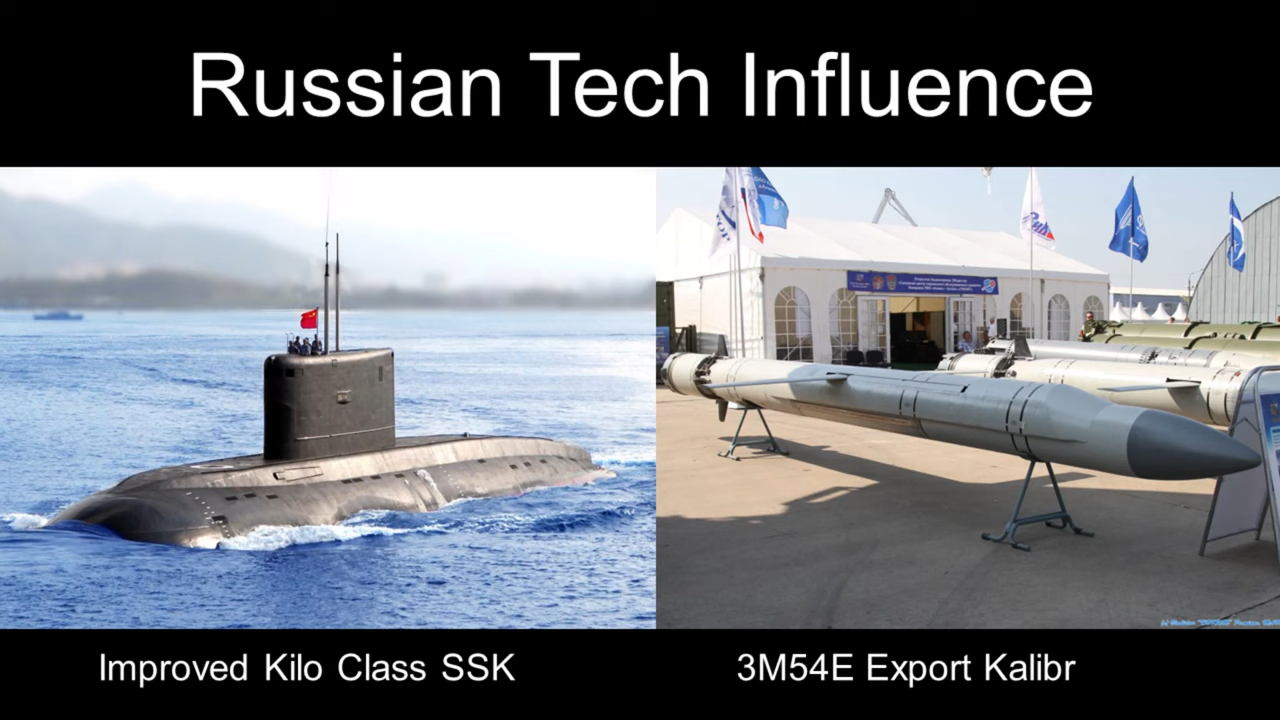 Russian Tech Influence
Improved Kilo Class SSK
3M54E Export Kalibr